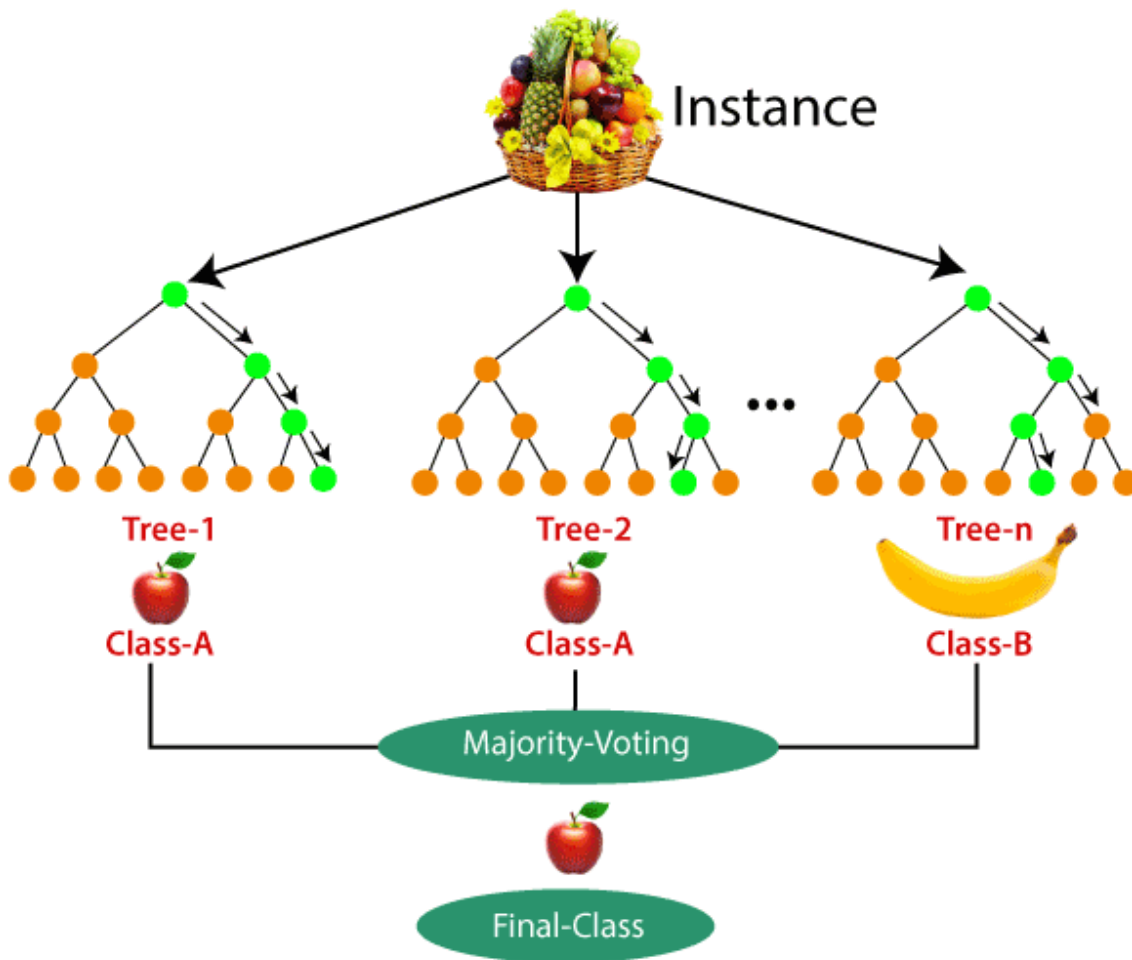 Instance
...
Tree-1
Tree-2
Tree-n
Class-A
Class-A
Class-B
Majority-Voting
Final-Class